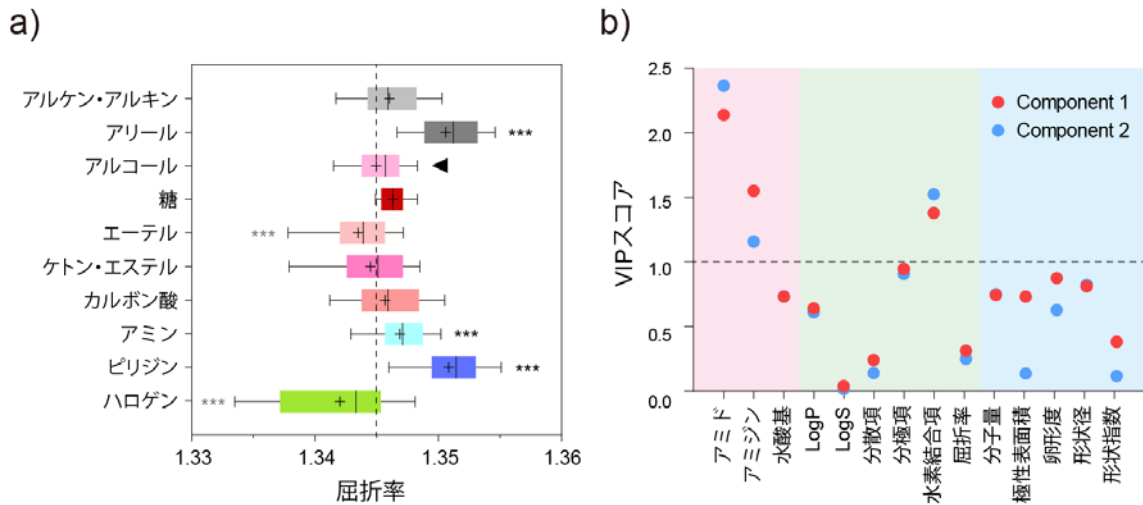 a)
アルケン・アルキン
アリール
***
アルコール
糖
エーテル
***
ケトン・エステル
カルボン酸
アミン
***
ピリジン
***
ハロゲン
***
1.33
1.34
1.35
1.36
屈折率
b)
2.5
2.0
1.5
1.0
0.5
0.0
VIPスコア
Component 1
Component 2
アミド
アミジン
水酸基
LogP
LogS
分散項
分極項
水素結合項
屈折率
分子量
極性表面積
卵形度
形状径
形状指数